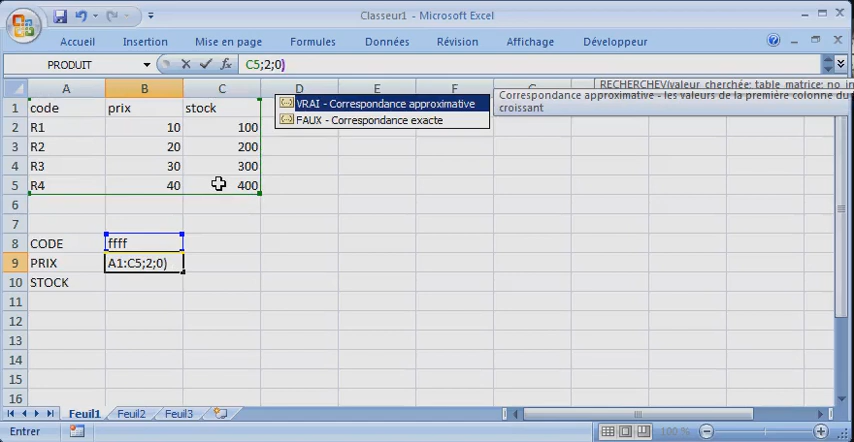 Classeur1 - Microsoft Excel
Accueil Insertion Mise en page Formules Données Révision Affichage Développeur
PRODUIT C5;2;0)
RECHERCHEV(valeur_cherchée; table_matrice; no_in
A B C D E F
VRAI - Correspondance approximative
FAUX - Correspondance exacte
Correspondance approximative - les valeurs de la première colonne du
croissant
1 code prix stock
2 R1 10 100
3 R2 20 200
4 R3 30 300
5 R4 40 400
6
7
8 CODE ffff
9 PRIX A1:C5;2;0)
10 STOCK
11
12
13
14
15
16
Feuil1 Feuil2 Feuil3
Entrer 100 %